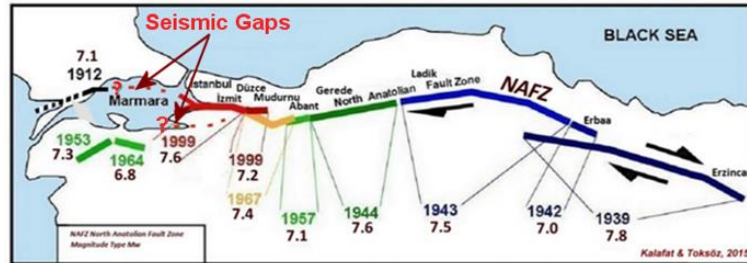 Seismic Gaps
BLACK SEA
7.1
1912
?
Marmara
İstanbul
İzmit
Düzce
Mudurnu
Abant
Gerede
North
Anatolian
Ladik
Fault Zone
NAFZ
Erbaa
Erzinca
?
1953
7.3
1964
6.8
1999
7.6
1999
7.2
1967
7.4
1957
7.1
1944
7.6
1943
7.5
1942
7.0
1939
7.8
NAFZ North Anatolian Fault Zone
Magnitude Type Mw
Kalafat & Toksöz, 2015